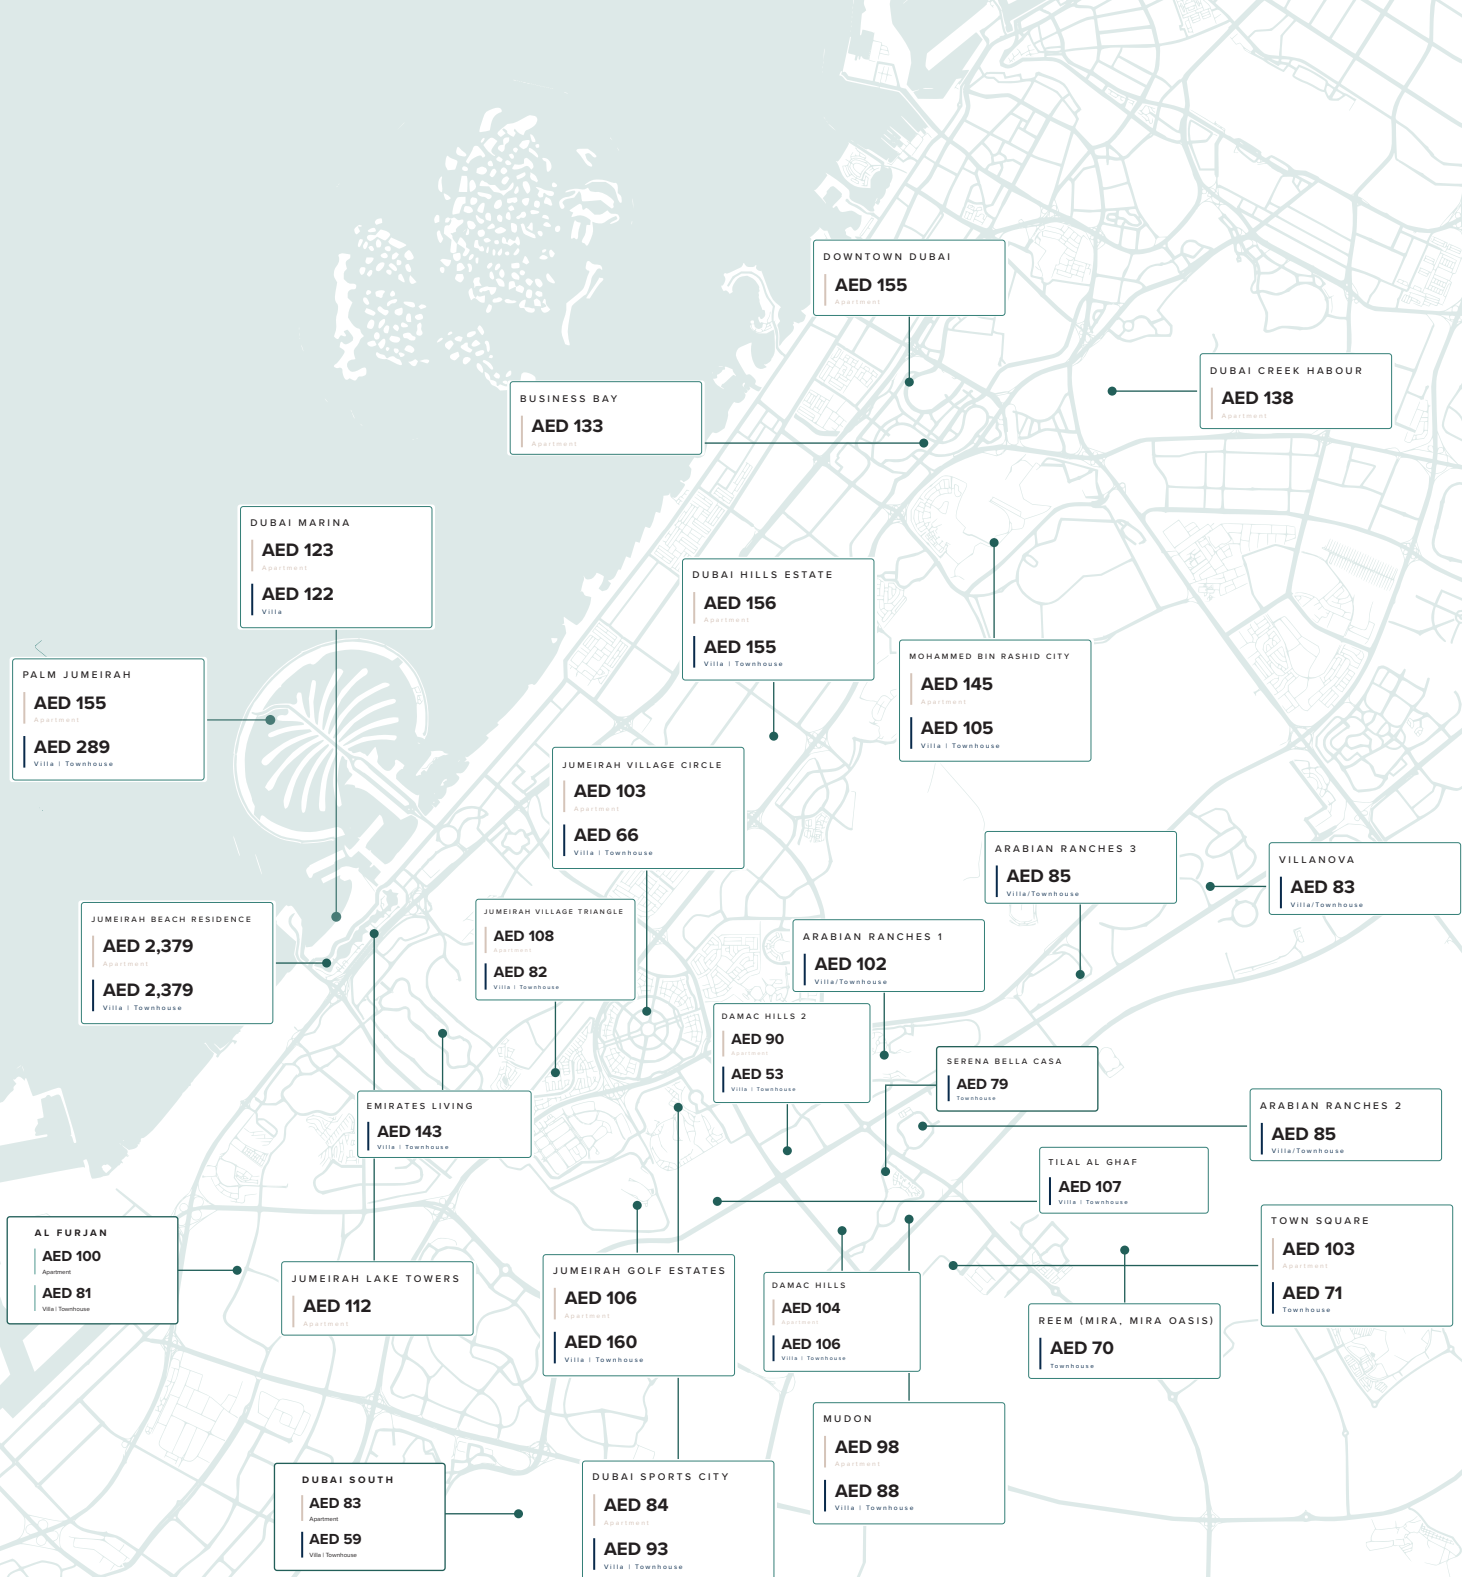 DOWNTOWN DUBAI
AED 155
Apartment
DUBAI CREEK HABOUR
AED 138
Apartment
BUSINESS BAY
AED 133
Apartment
DUBAI MARINA
AED 123
Apartment
AED 122
Villa
DUBAI HILLS ESTATE
AED 156
Apartment
AED 155
Villa | Townhouse
MOHAMMED BIN RASHID CITY
AED 145
Apartment
AED 105
Villa | Townhouse
PALM JUMEIRAH
AED 155
Apartment
AED 289
Villa | Townhouse
JUMEIRAH VILLAGE CIRCLE
AED 103
Apartment
AED 66
Villa | Townhouse
ARABIAN RANCHES 3
AED 85
Villa/Townhouse
VILLANOVA
AED 83
Villa/Townhouse
JUMEIRAH BEACH RESIDENCE
AED 2,379
Apartment
AED 2,379
Villa | Townhouse
JUMEIRAH VILLAGE TRIANGLE
AED 108
Apartment
AED 82
Villa | Townhouse
ARABIAN RANCHES 1
AED 102
Villa/Townhouse
DAMAC HILLS 2
AED 90
Apartment
AED 53
Villa | Townhouse
SERENA BELLA CASA
AED 79
Townhouse
EMIRATES LIVING
AED 143
Villa | Townhouse
ARABIAN RANCHES 2
AED 85
Villa/Townhouse
TILAL AL GHAF
AED 107
Villa | Townhouse
AL FURJAN
AED 100
Apartment
AED 81
Villa | Townhouse
JUMEIRAH LAKE TOWERS
AED 112
Apartment
JUMEIRAH GOLF ESTATES
AED 106
Apartment
AED 160
Villa | Townhouse
DAMAC HILLS
AED 104
Apartment
AED 106
Villa | Townhouse
TOWN SQUARE
AED 103
Apartment
AED 71
Townhouse
REEM (MIRA, MIRA OASIS)
AED 70
Townhouse
MUDON
AED 98
Apartment
AED 88
Villa | Townhouse
DUBAI SOUTH
AED 83
Apartment
AED 59
Villa | Townhouse
DUBAI SPORTS CITY
AED 84
Apartment
AED 93
Villa | Townhouse